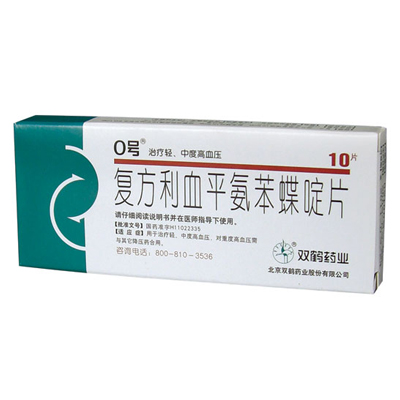 0号® 治疗轻、中度高血压
10片
复方利血平氨苯蝶啶片
请仔细阅读说明书并在医师指导下使用。
[批准文号] 国药准字H11022335
[适应症] 用于治疗轻、中度高血压、对重度高血压需
与其它降压药合用。
咨询电话：800-810-3536
双鹤药业
北京双鹤药业股份有限公司